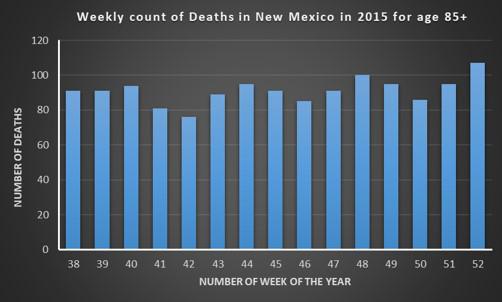 Weekly count of Deaths in New Mexico in 2015 for age 85+
120
100
80
60
40
20
0
NUMBER OF DEATHS
38 39 40 41 42 43 44 45 46 47 48 49 50 51 52
NUMBER OF WEEK OF THE YEAR